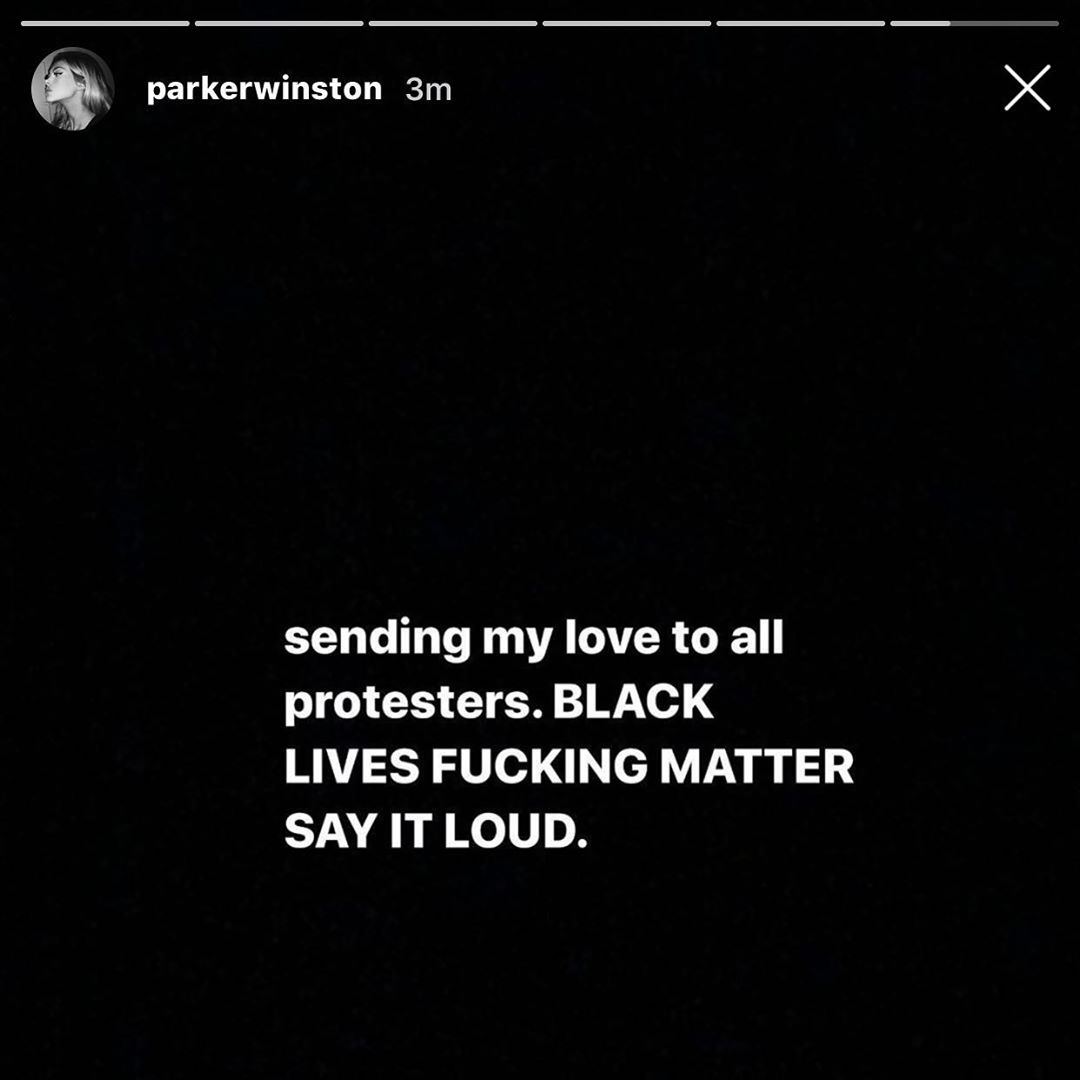 parkerwinston 3m
sending my love to all
protesters. BLACK
LIVES FUCKING MATTER
SAY IT LOUD.